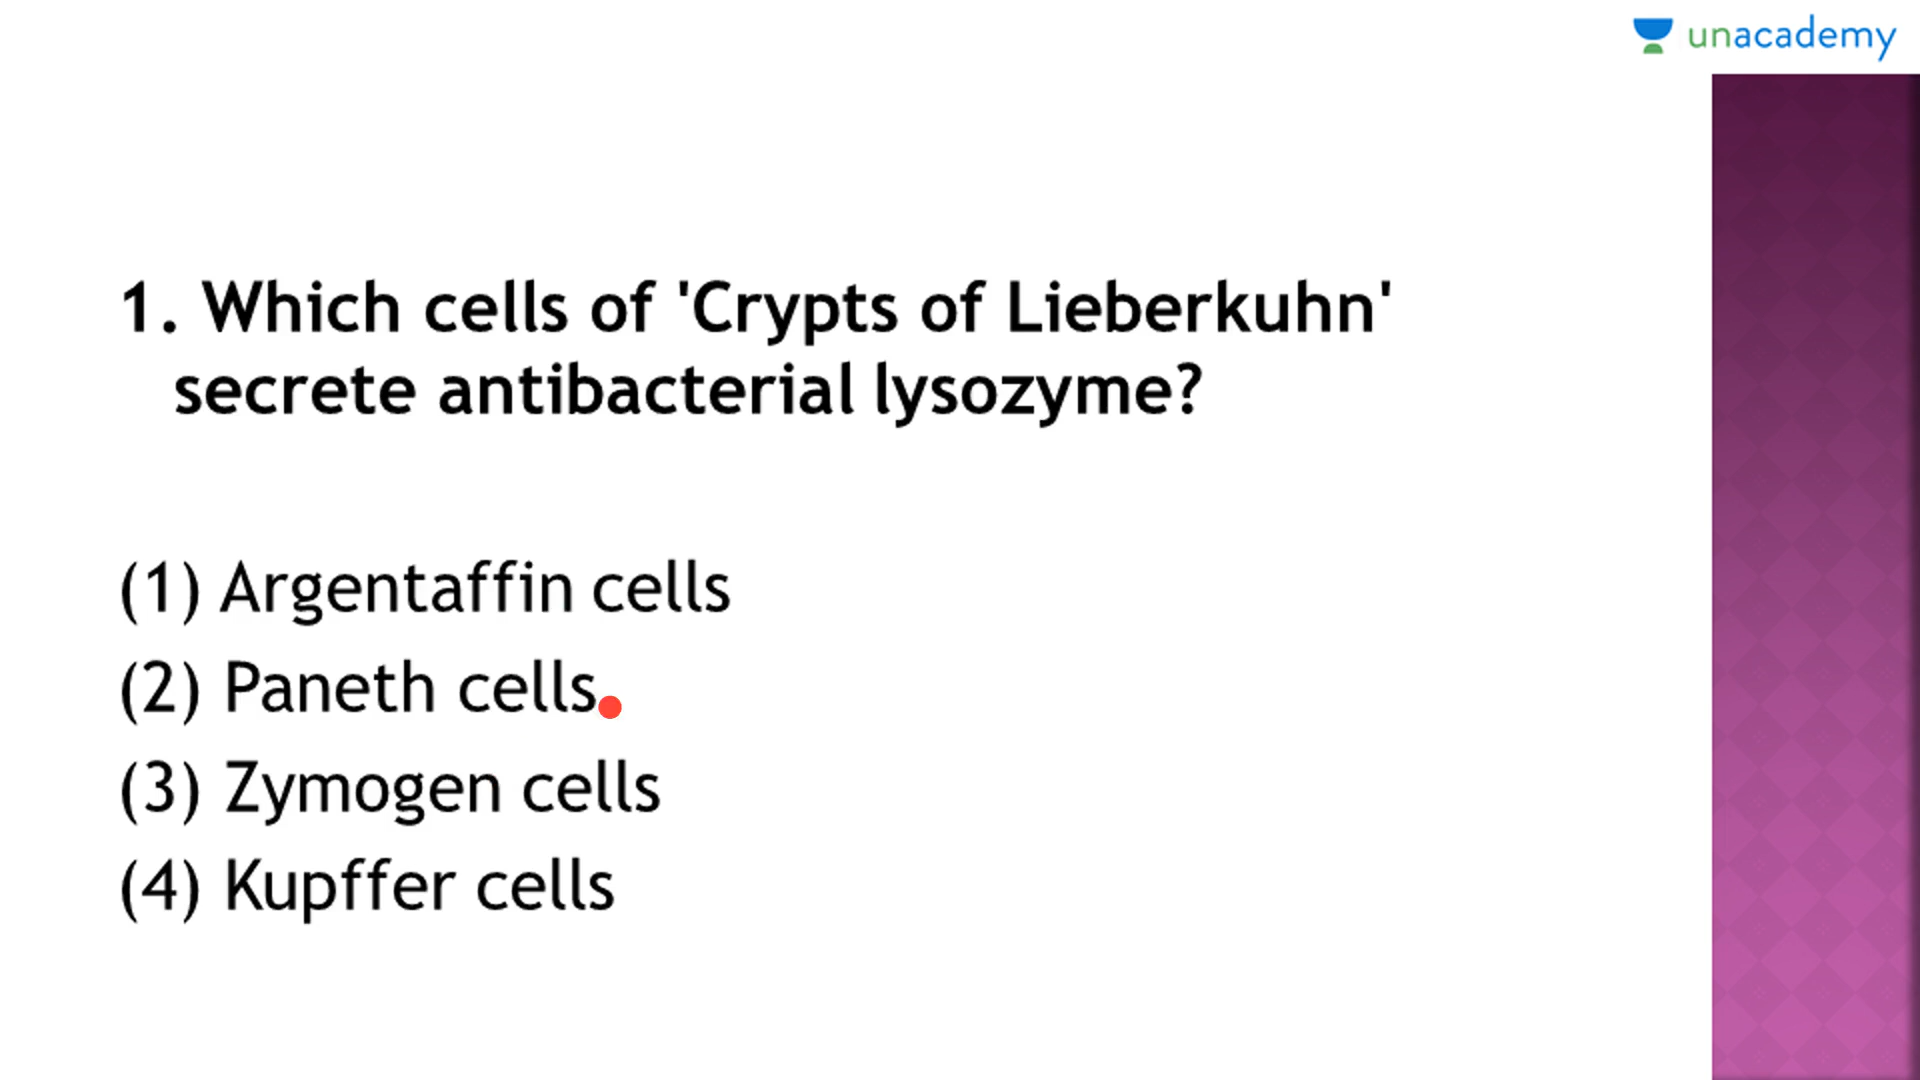 unacademy
1. Which cells of 'Crypts of Lieberkuhn'
secrete antibacterial lysozyme?
(1) Argentaffin cells
(2) Paneth cells
(3) Zymogen cells
(4) Kupffer cells